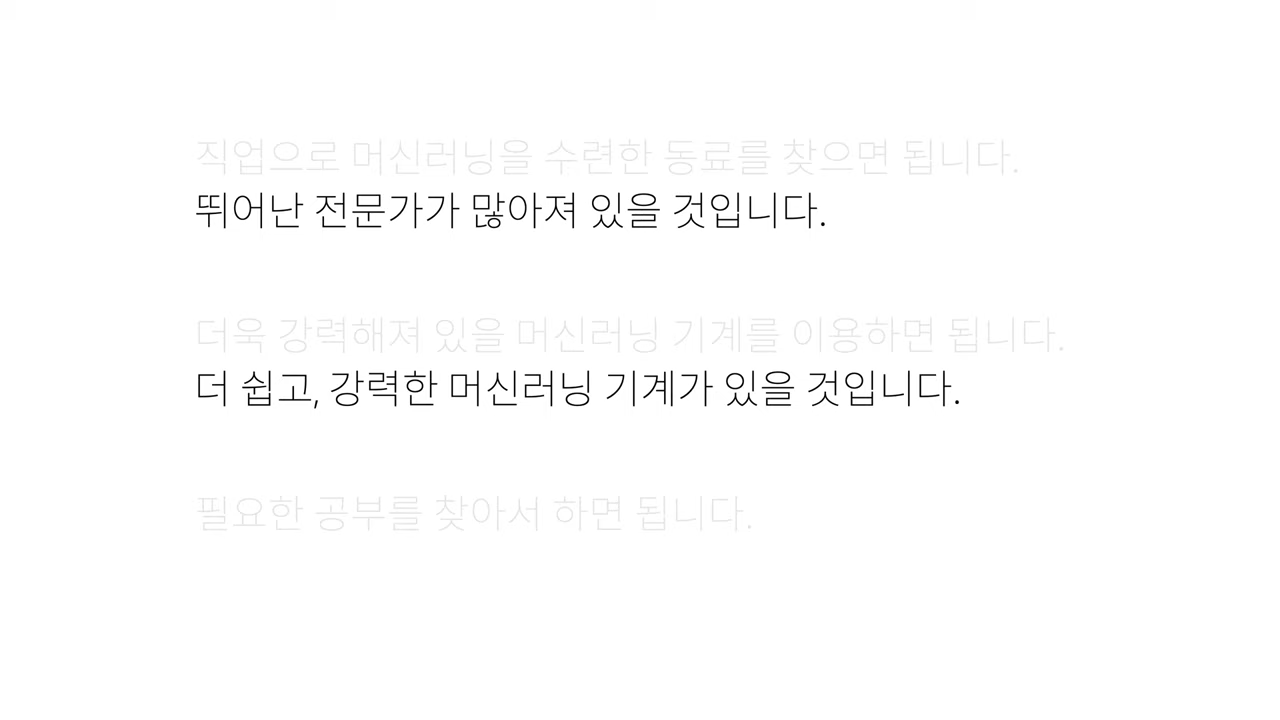 직업으로 머신러닝을 수련한 동료를 찾으면 됩니다.
뛰어난 전문가가 많아져 있을 것입니다.
더욱 강력해져 있을 머신러닝 기계를 이용하면 됩니다.
더 쉽고, 강력한 머신러닝 기계가 있을 것입니다.
필요한 공부를 찾아서 하면 됩니다.